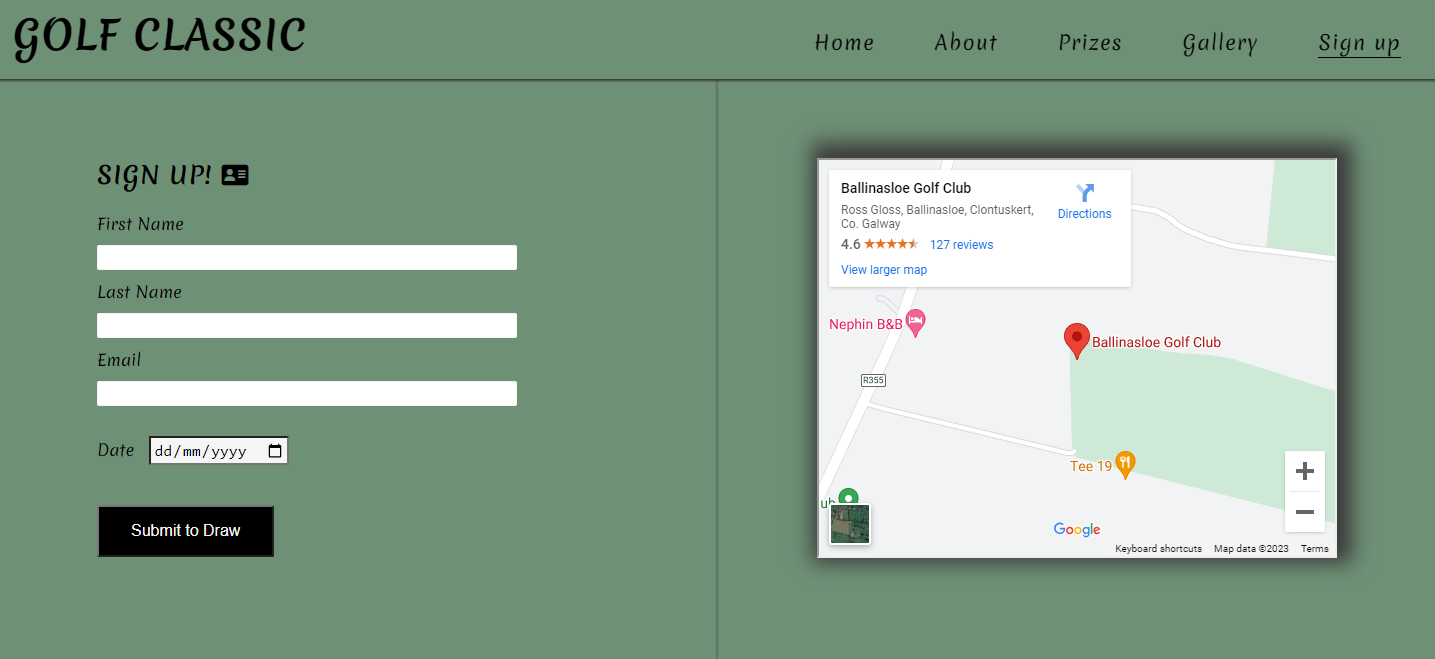 GOLF CLASSIC
Home About Prizes Gallery Sign up
SIGN UP!
First Name
Last Name
Email
Date dd/mm/yyyy
Submit to Draw
Ballinasloe Golf Club
Ross Gloss, Ballinasloe, Clontuskert,
Co. Galway
Directions
4.6 127 reviews
View larger map
Nephin B&B
Ballinasloe Golf Club
R355
Tee 19
ub
Google
Keyboard shortcuts Map data ©2023 Terms